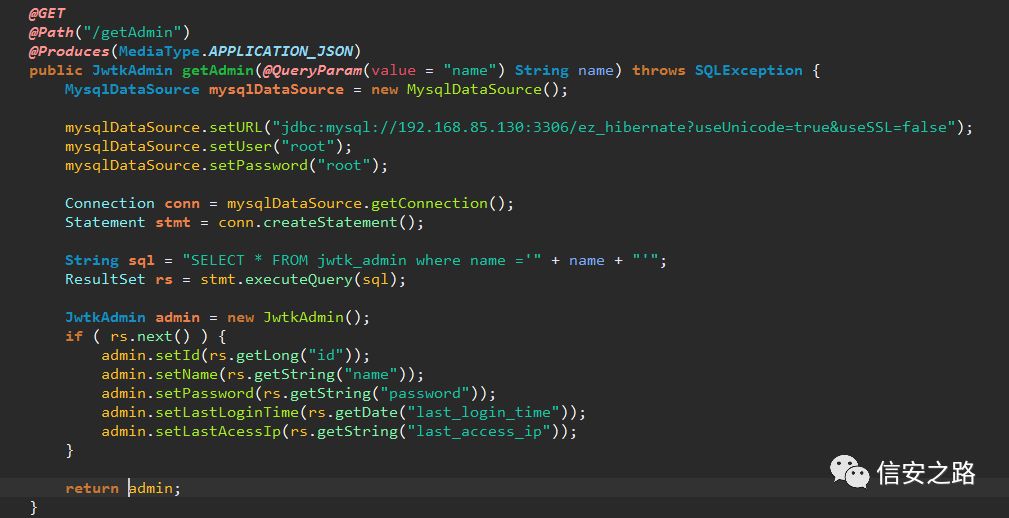 @GET
@Path("/getAdmin")
@Produces(MediaType.APPLICATION_JSON)
public JwtkAdmin getAdmin(@QueryParam(value = "name") String name) throws SQLException {
MysqlDataSource mysqlDataSource = new MysqlDataSource();
mysqlDataSource.setURL("jdbc:mysql://192.168.85.130:3306/ez_hibernate?useUnicode=true&useSSL=false");
mysqlDataSource.setUser("root");
mysqlDataSource.setPassword("root");
Connection conn = mysqlDataSource.getConnection();
Statement stmt = conn.createStatement();
String sql = "SELECT * FROM jwtk_admin where name ='" + name + "'";
ResultSet rs = stmt.executeQuery(sql);
JwtkAdmin admin = new JwtkAdmin();
if ( rs.next() ) {
admin.setId(rs.getLong("id"));
admin.setName(rs.getString("name"));
admin.setPassword(rs.getString("password"));
admin.setLastLoginTime(rs.getDate("last_login_time"));
admin.setLastAcessIp(rs.getString("last_access_ip"));
}
return admin;
}
信安之路